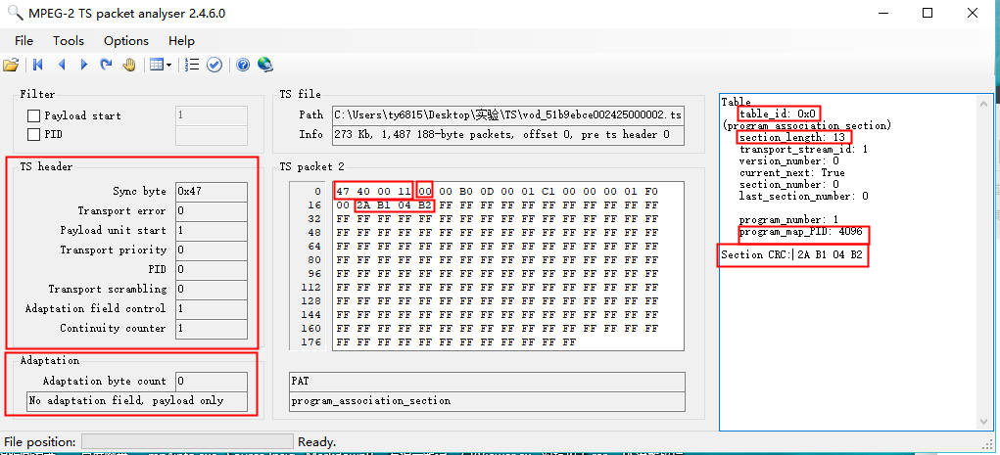 MPEG-2 TS packet analyser 2.4.6.0
File Tools Options Help
Filter
Payload start 1
PID
TS header
Sync byte 0x47
Transport error 0
Payload unit start 1
Transport priority 0
PID 0
Transport scrambling 0
Adaptation field control 1
Continuity counter 1
Adaptation
Adaptation byte count 0
No adaptation field, payload only
TS file
Path C:\Users\ty6815\Desktop\实验\TS\vod_51b9ebce002425000002.ts
Info 273 Kb, 1,487 188-byte packets, offset 0, pre ts header 0
TS packet 2
0 47 40 00 11 00 00 B0 0D 00 01 C1 00 00 00 01 F0
16 00 2A B1 04 B2 FF FF FF FF FF FF FF FF FF FF FF
32 FF FF FF FF FF FF FF FF FF FF FF FF FF FF FF FF
48 FF FF FF FF FF FF FF FF FF FF FF FF FF FF FF FF
64 FF FF FF FF FF FF FF FF FF FF FF FF FF FF FF FF
80 FF FF FF FF FF FF FF FF FF FF FF FF FF FF FF FF
96 FF FF FF FF FF FF FF FF FF FF FF FF FF FF FF FF
112 FF FF FF FF FF FF FF FF FF FF FF FF FF FF FF FF
128 FF FF FF FF FF FF FF FF FF FF FF FF FF FF FF FF
144 FF FF FF FF FF FF FF FF FF FF FF FF FF FF FF FF
160 FF FF FF FF FF FF FF FF FF FF FF FF FF FF FF FF
176 FF FF FF FF FF FF FF FF FF FF FF FF
PAT
program_association_section
Table
table_id: 0x0
(program_association_section)
section_length: 13
transport_stream_id: 1
version_number: 0
current_next: True
section_number: 0
last_section_number: 0
program_number: 1
program_map_PID: 4096
Section CRC: 2A B1 04 B2
File position: Ready.